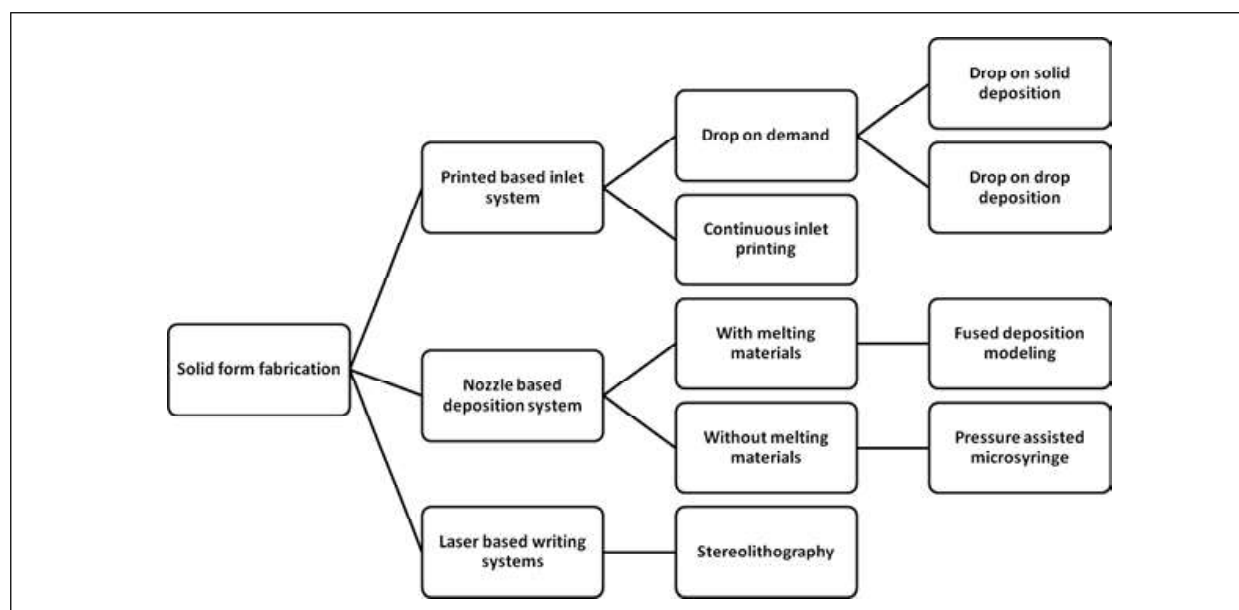 Solid form fabrication
Printed based inlet
system
Nozzle based
deposition system
Laser based writing
systems
Drop on demand
Continuous inlet
printing
With melting
materials
Without melting
materials
Stereolithography
Drop on solid
deposition
Drop on drop
deposition
Fused deposition
modeling
Pressure assisted
microsyringe